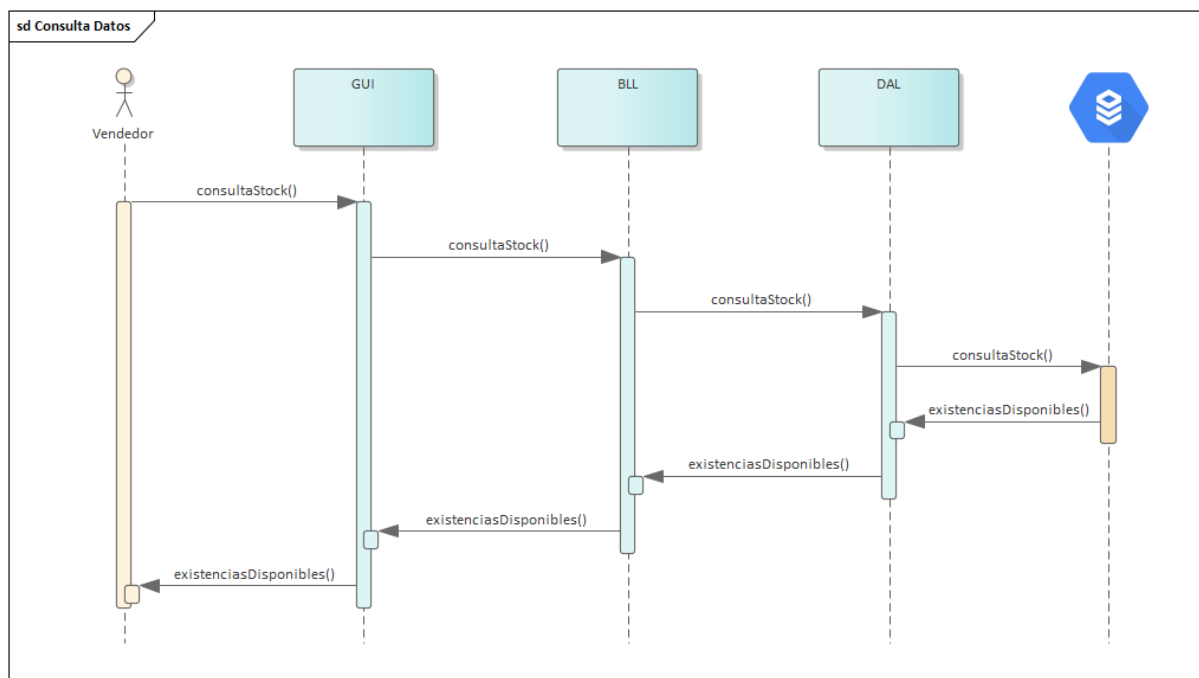 sd Consulta Datos
GUI
BLL
DAL
Vendedor
consultaStock()
consultaStock()
consultaStock()
consultaStock()
existenciasDisponibles()
existenciasDisponibles()
existenciasDisponibles()
existenciasDisponibles()